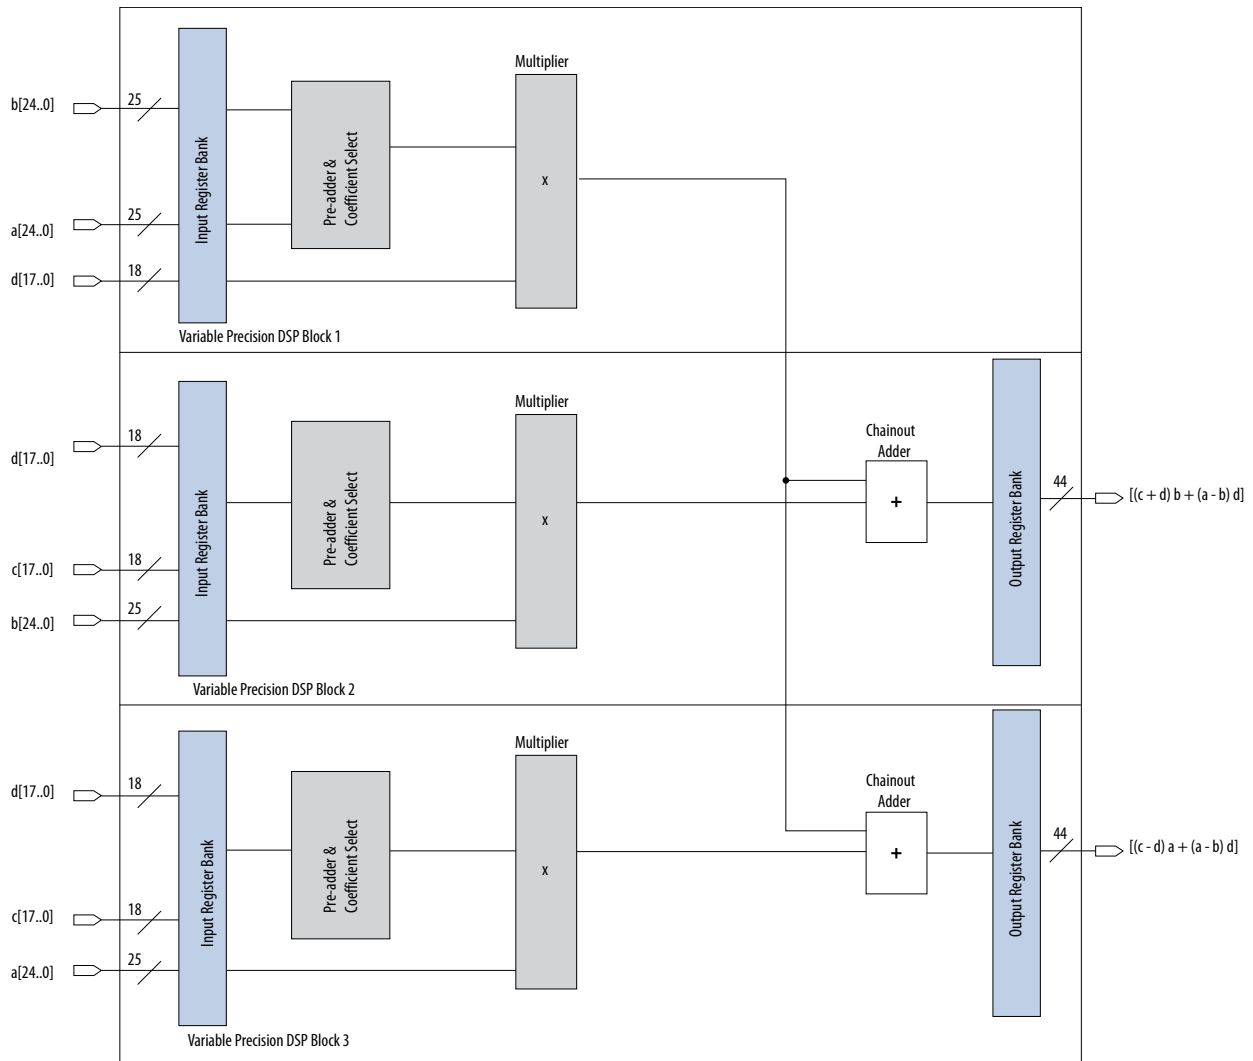 Multiplier
b[24..0]
25
Input Register Bank
Pre-adder &
Coefficient Select
x
a[24..0]
25
d[17..0]
18
Variable Precision DSP Block 1
Multiplier
d[17..0]
18
Input Register Bank
Pre-adder &
Coefficient Select
x
Chainout
Adder
+
Output Register Bank
44
[(c + d) b + (a - b) d]
c[17..0]
18
b[24..0]
25
Variable Precision DSP Block 2
Multiplier
d[17..0]
18
Input Register Bank
Pre-adder &
Coefficient Select
x
Chainout
Adder
+
Output Register Bank
44
[(c - d) a + (a - b) d]
c[17..0]
18
a[24..0]
25
Variable Precision DSP Block 3